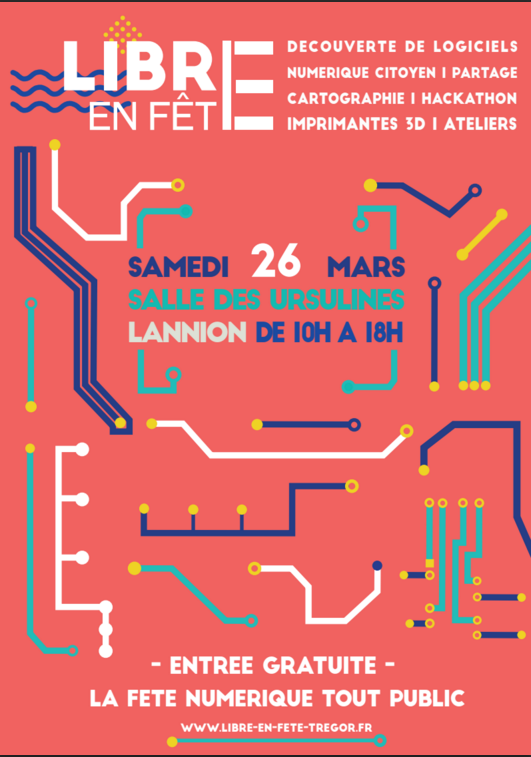 LIBRE
EN FÊTE
DECOUVERTE DE LOGICIELS
NUMERIQUE CITOYEN I PARTAGE
CARTOGRAPHIE I HACKATHON
IMPRIMANTES 3D I ATELIERS
SAMEDI 26 MARS
SALLE DES URSULINES
LANNION DE 10H A 18H
- ENTREE GRATUITE -
LA FETE NUMERIQUE TOUT PUBLIC
WWW.LIBRE-EN-FETE-TREGOR.FR